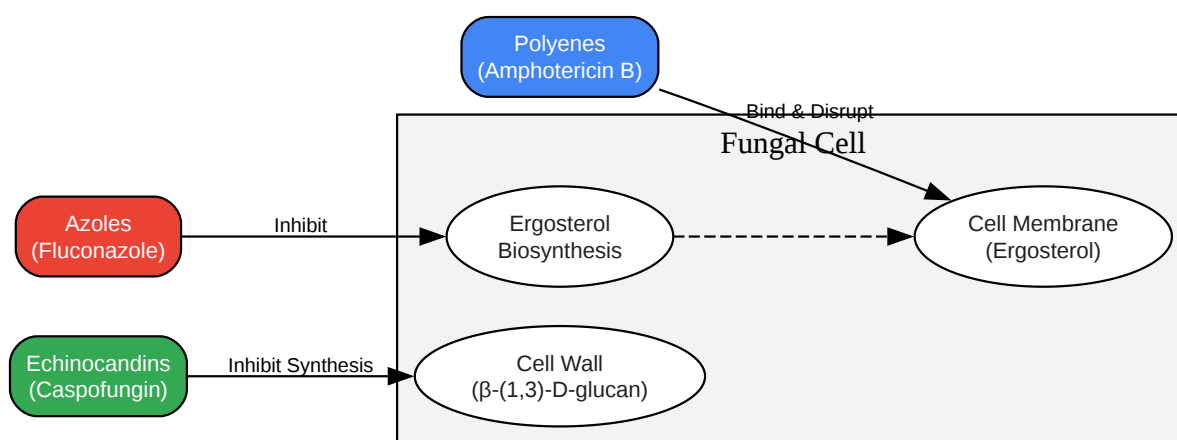 Polyenes
(Amphotericin B)
Bind & Disrupt
Fungal Cell
Azoles
(Fluconazole)
Inhibit
Ergosterol
Biosynthesis
Cell Membrane
(Ergosterol)
Echinocandins
(Caspofungin)
Inhibit Synthesis
Cell Wall
(β-(1,3)-D-glucan)